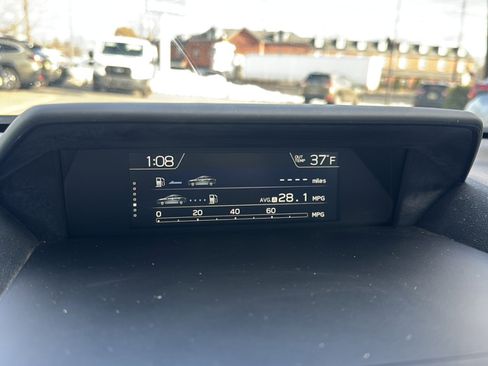 1:08 OUT TEMP 37°F
---- miles
AVG. A 28.1 MPG
0 20 40 60 MPG